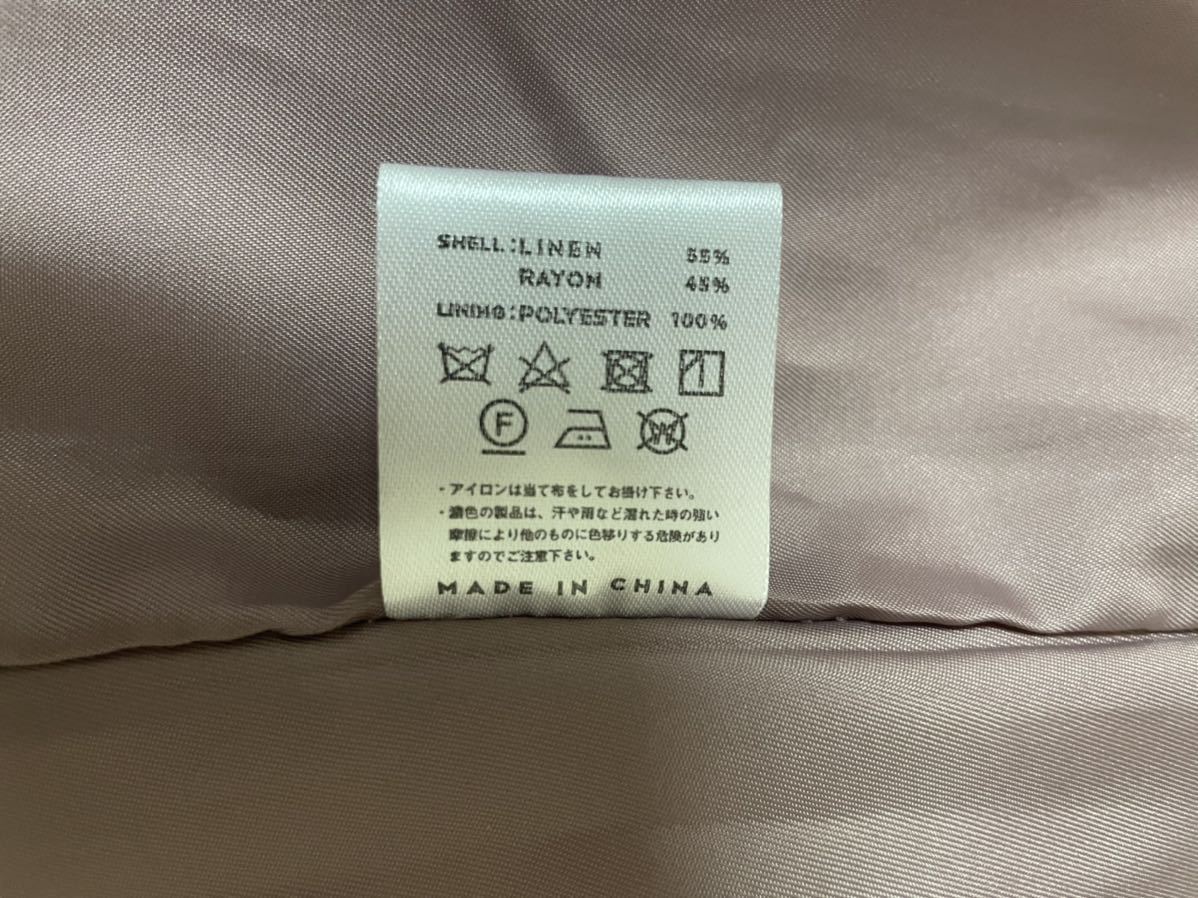 SHELL:LINEN 55%
RAYON 45%
LINING:POLYESTER 100%
F
W
・アイロンは当て布をしてお掛け下さい。
・濃色の製品は、汗や雨など濡れた時の強い
摩擦により他のものに色移りする危険があり
ますのでご注意下さい。
MADE IN CHINA